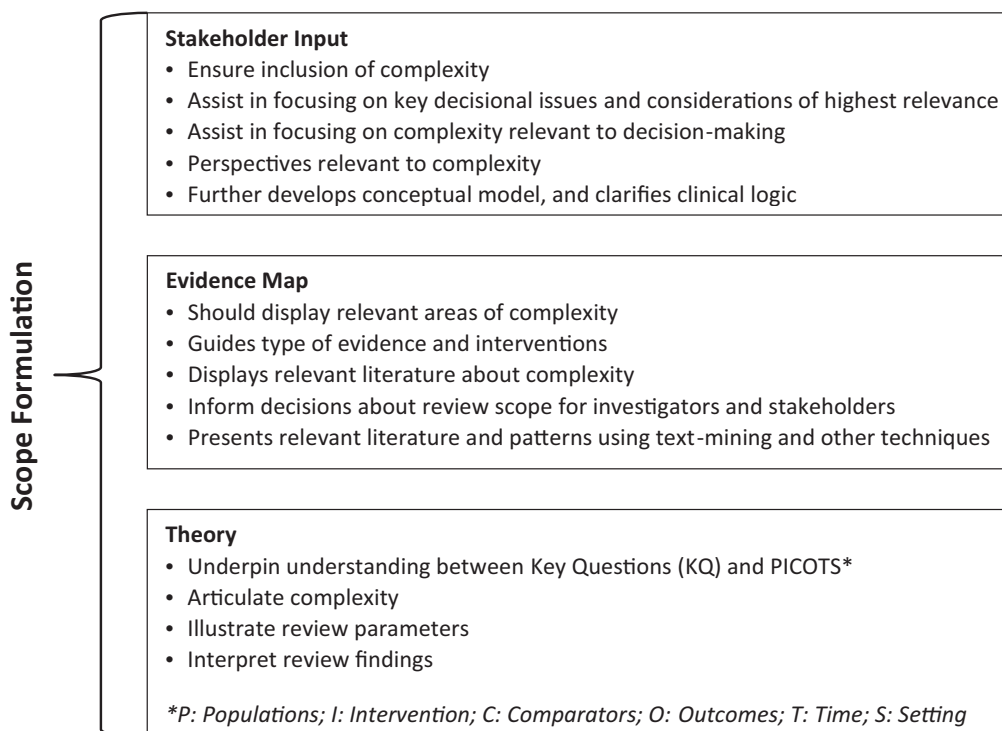 Scope Formulation
Stakeholder Input
• Ensure inclusion of complexity
• Assist in focusing on key decisional issues and considerations of highest relevance
• Assist in focusing on complexity relevant to decision-making
• Perspectives relevant to complexity
• Further develops conceptual model, and clarifies clinical logic
Evidence Map
• Should display relevant areas of complexity
• Guides type of evidence and interventions
• Displays relevant literature about complexity
• Inform decisions about review scope for investigators and stakeholders
• Presents relevant literature and patterns using text-mining and other techniques
Theory
• Underpin understanding between Key Questions (KQ) and PICOTS*
• Articulate complexity
• Illustrate review parameters
• Interpret review findings
*P: Populations; I: Intervention; C: Comparators; O: Outcomes; T: Time; S: Setting